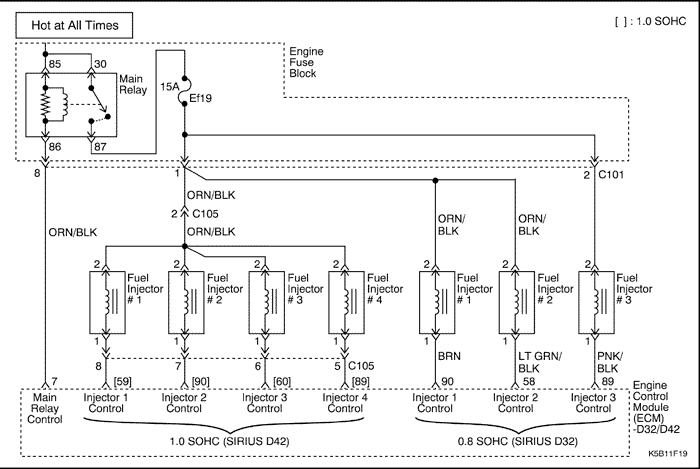 Hot at All Times
[ ] : 1.0 SOHC
Engine
Fuse
Block
85 30
Main
Relay
15A
Ef19
86 87
8 1 2 C101
ORN/BLK
2 C105
ORN/BLK ORN/BLK
ORN/
BLK
ORN/
BLK
2 2 2 2 2 2 2
Fuel
Injector
# 1
Fuel
Injector
# 2
Fuel
Injector
# 3
Fuel
Injector
# 4
Fuel
Injector
# 1
Fuel
Injector
# 2
Fuel
Injector
# 3
1 1 1 1 1 1 1
8 7 6 5 C105
BRN
LT GRN/
BLK
PNK/
BLK
7 [59] [90] [60] [89] 90 58 89
Main
Relay
Control
Injector 1
Control
Injector 2
Control
Injector 3
Control
Injector 4
Control
Injector 1
Control
Injector 2
Control
Injector 3
Control
Engine
Control
Module
(ECM)
-D32/D42
1.0 SOHC (SIRIUS D42)
0.8 SOHC (SIRIUS D32)
K5B11F19